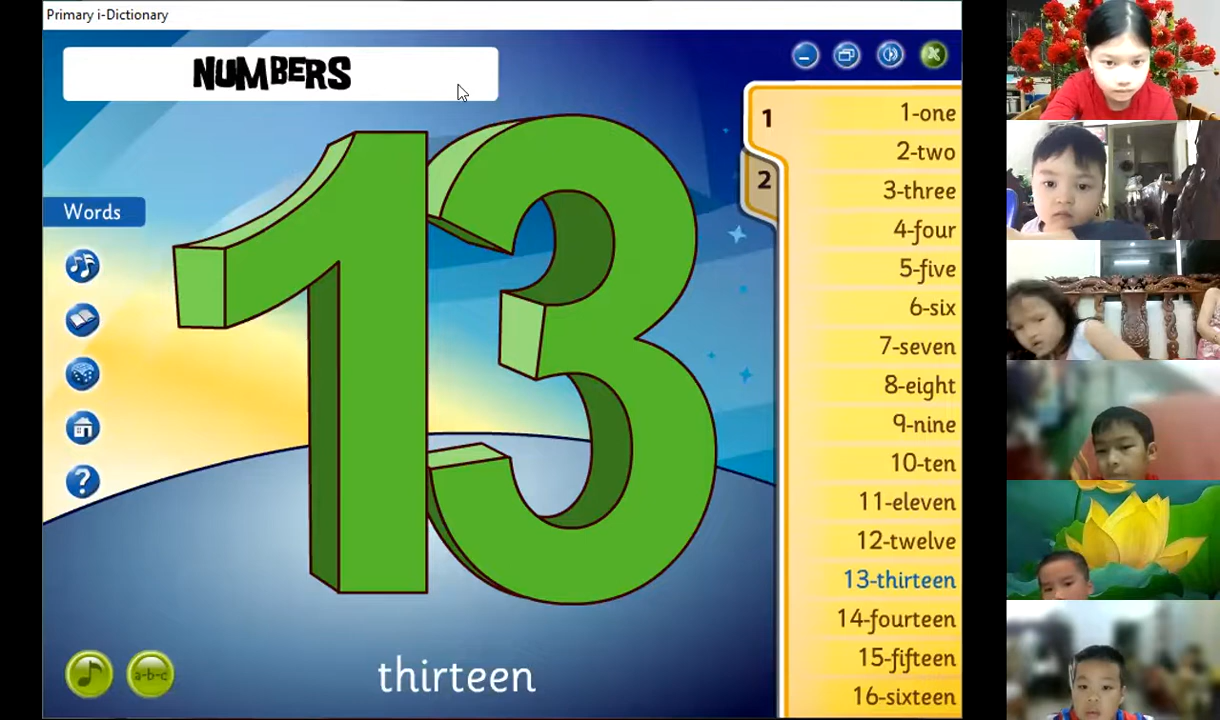 Primary i-Dictionary
NUMBERS
Words
1
2
1-one
2-two
3-three
4-four
5-five
6-six
7-seven
8-eight
9-nine
10-ten
11-eleven
12-twelve
13-thirteen
14-fourteen
15-fifteen
16-sixteen
13
?
a-b-c
thirteen